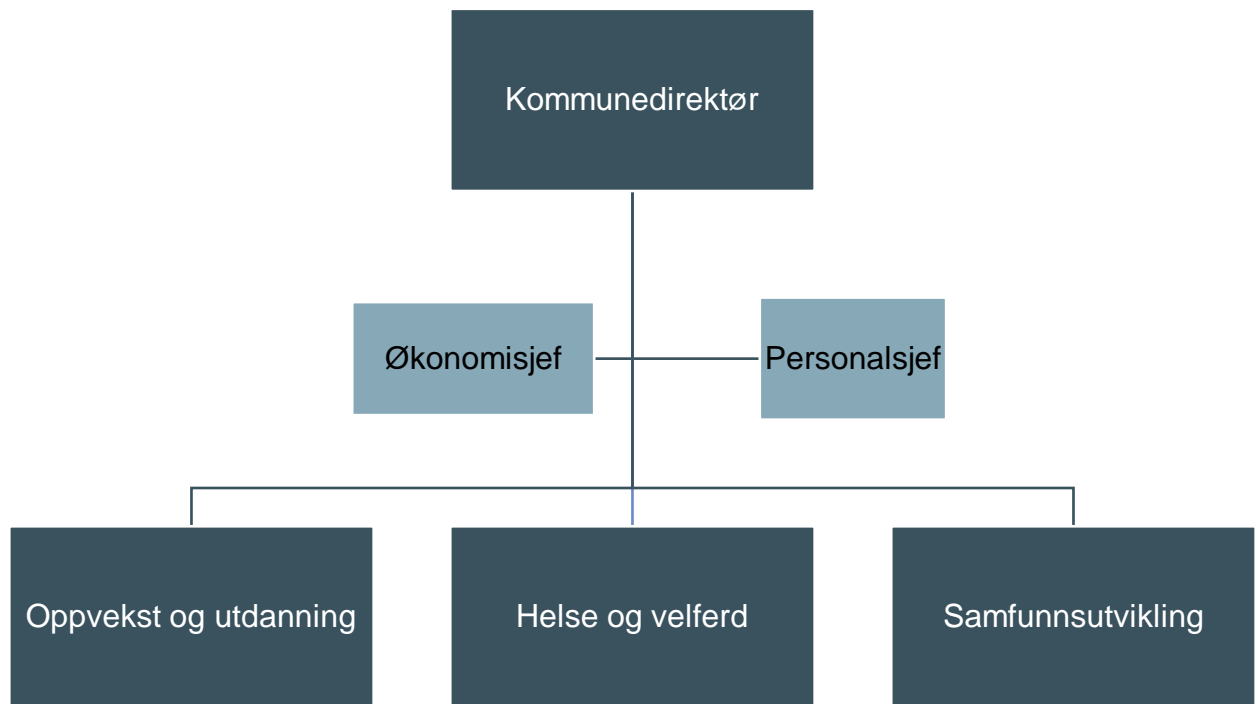 Kommunedirektør
Økonomisjef
Personalsjef
Oppvekst og utdanning
Helse og velferd
Samfunnsutvikling